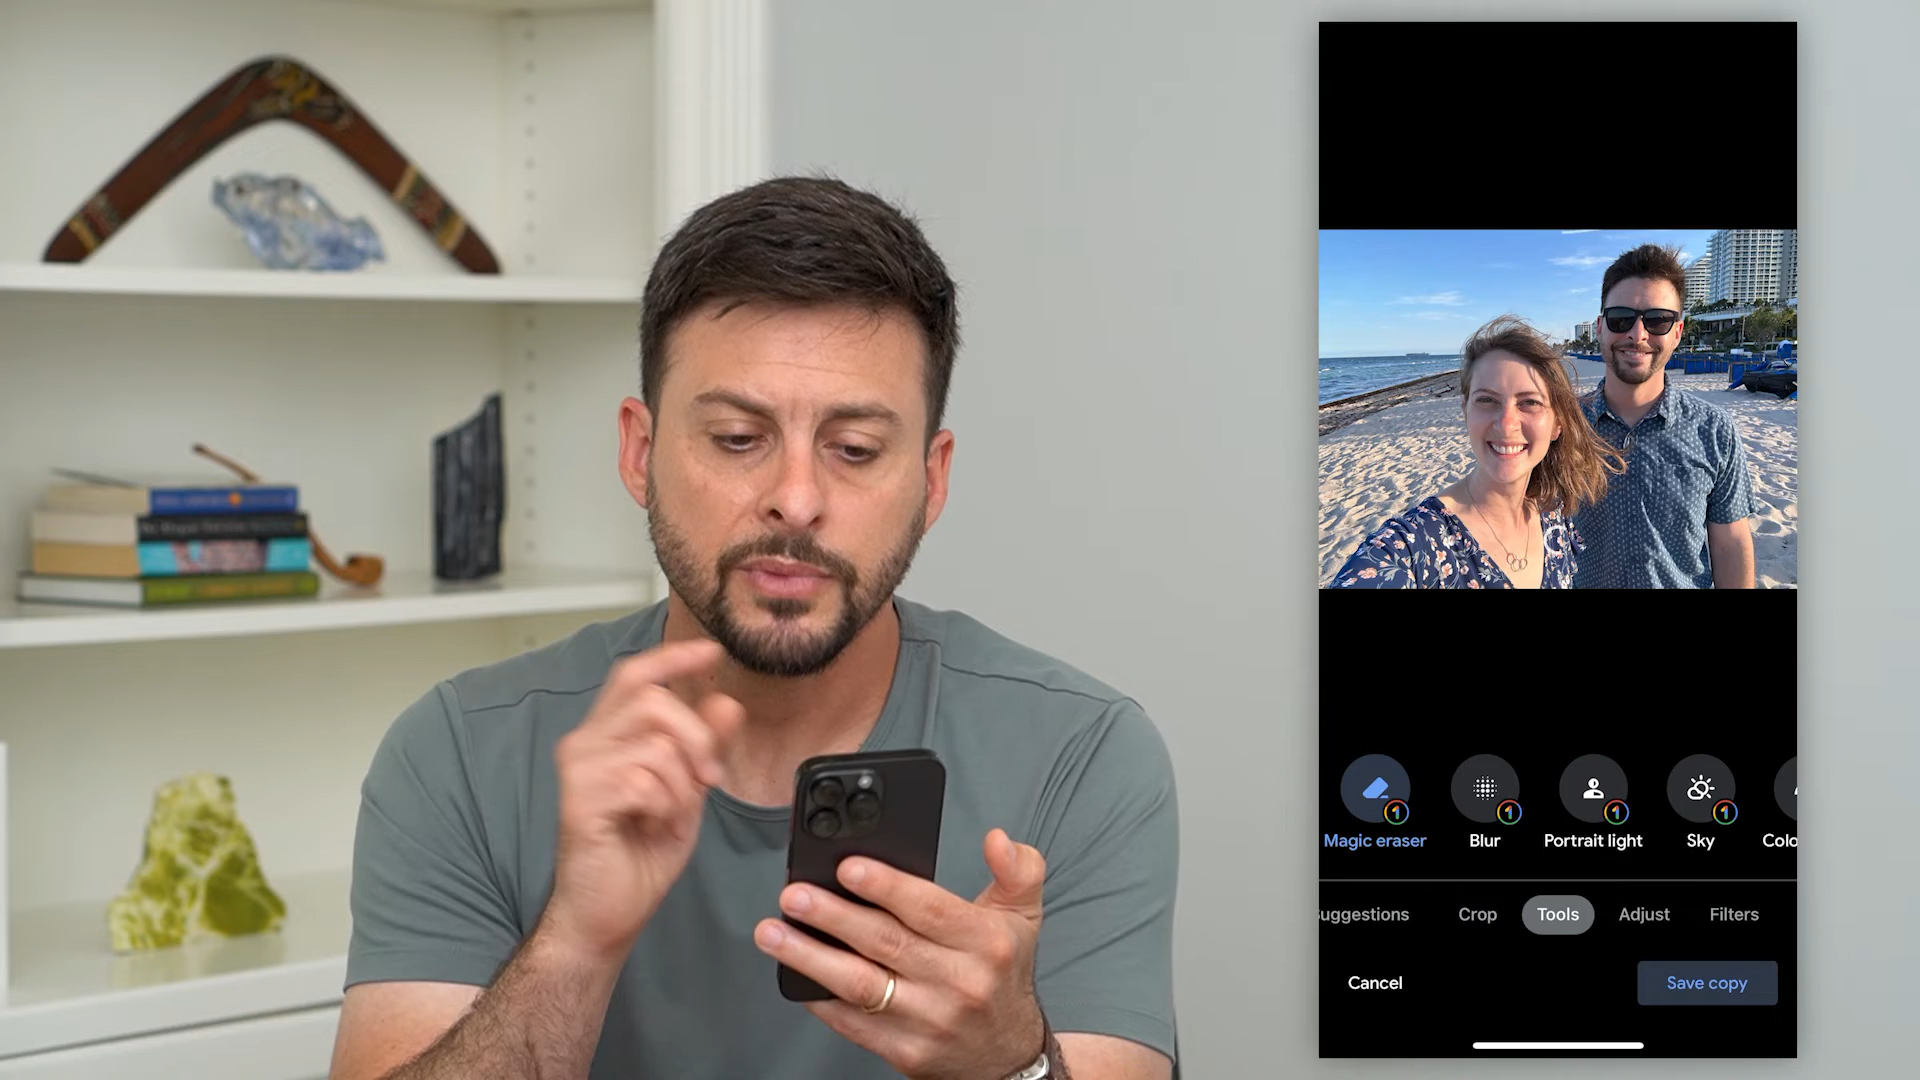 Magic eraser
Blur
Portrait light
Sky
Colo
uggestions
Crop
Tools
Adjust
Filters
Cancel
Save copy